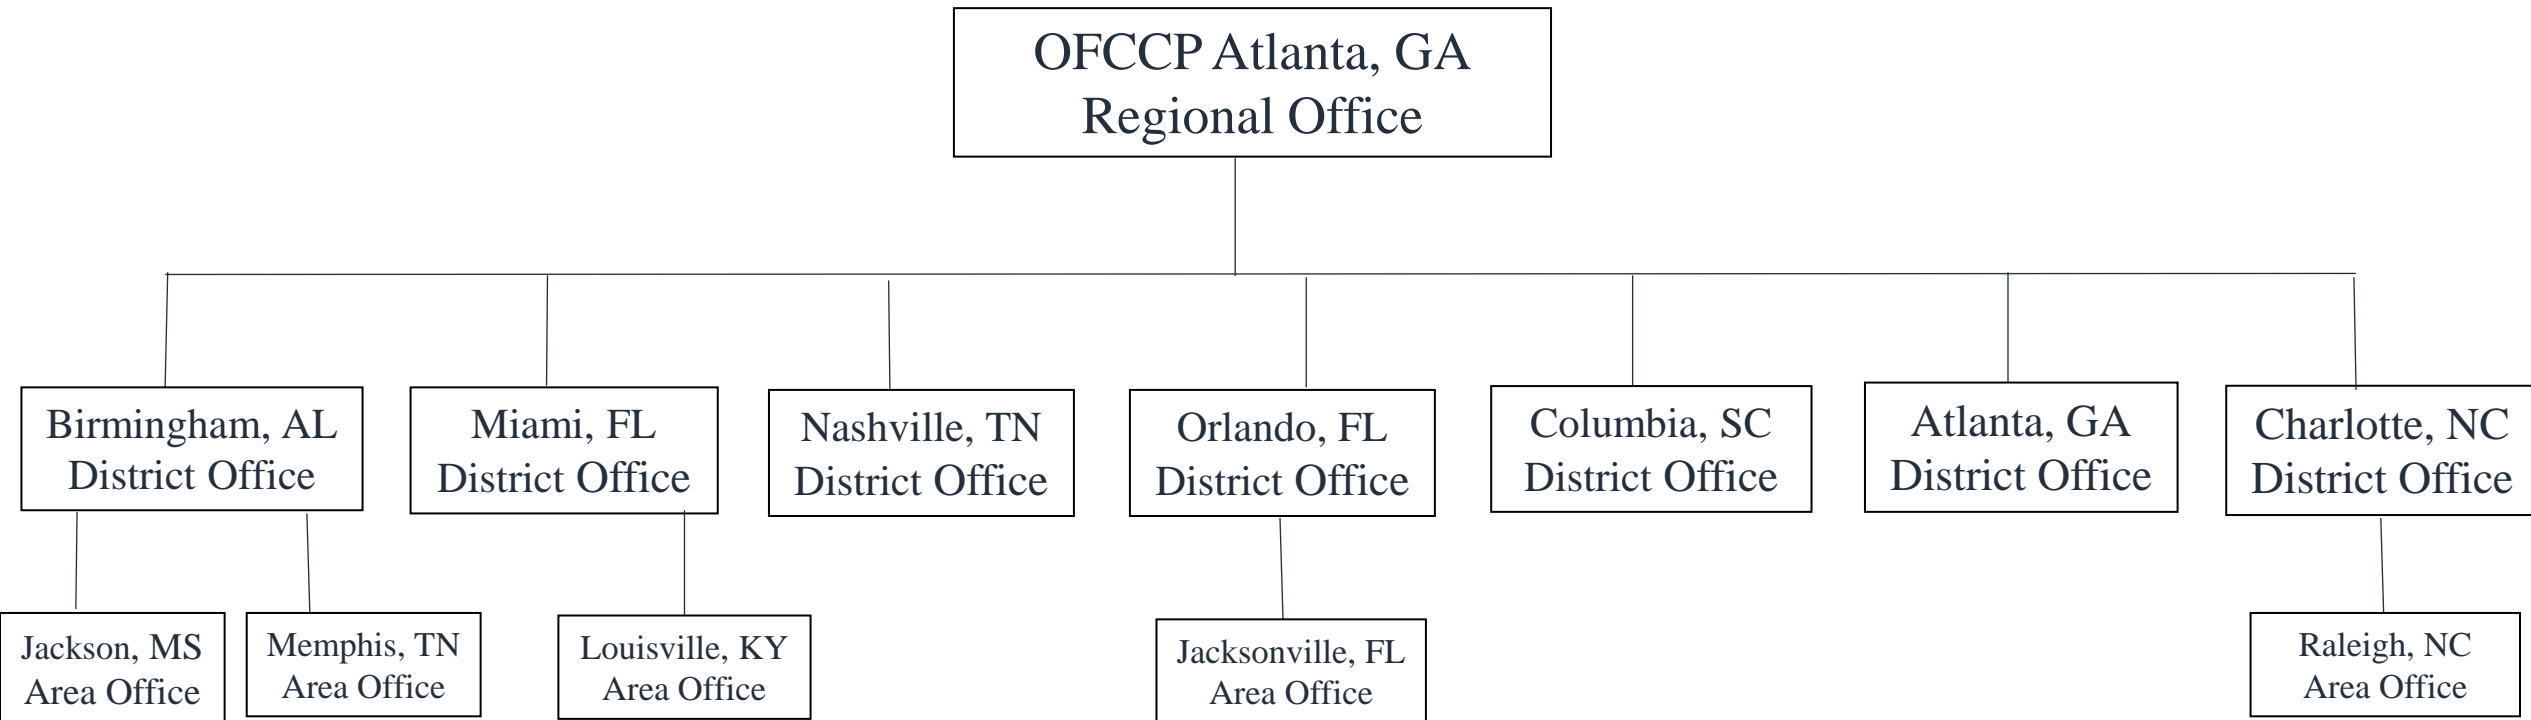 OFCCP Atlanta, GA
Regional Office
Birmingham, AL
District Office
Miami, FL
District Office
Nashville, TN
District Office
Orlando, FL
District Office
Columbia, SC
District Office
Atlanta, GA
District Office
Charlotte, NC
District Office
Jackson, MS
Area Office
Memphis, TN
Area Office
Louisville, KY
Area Office
Jacksonville, FL
Area Office
Raleigh, NC
Area Office